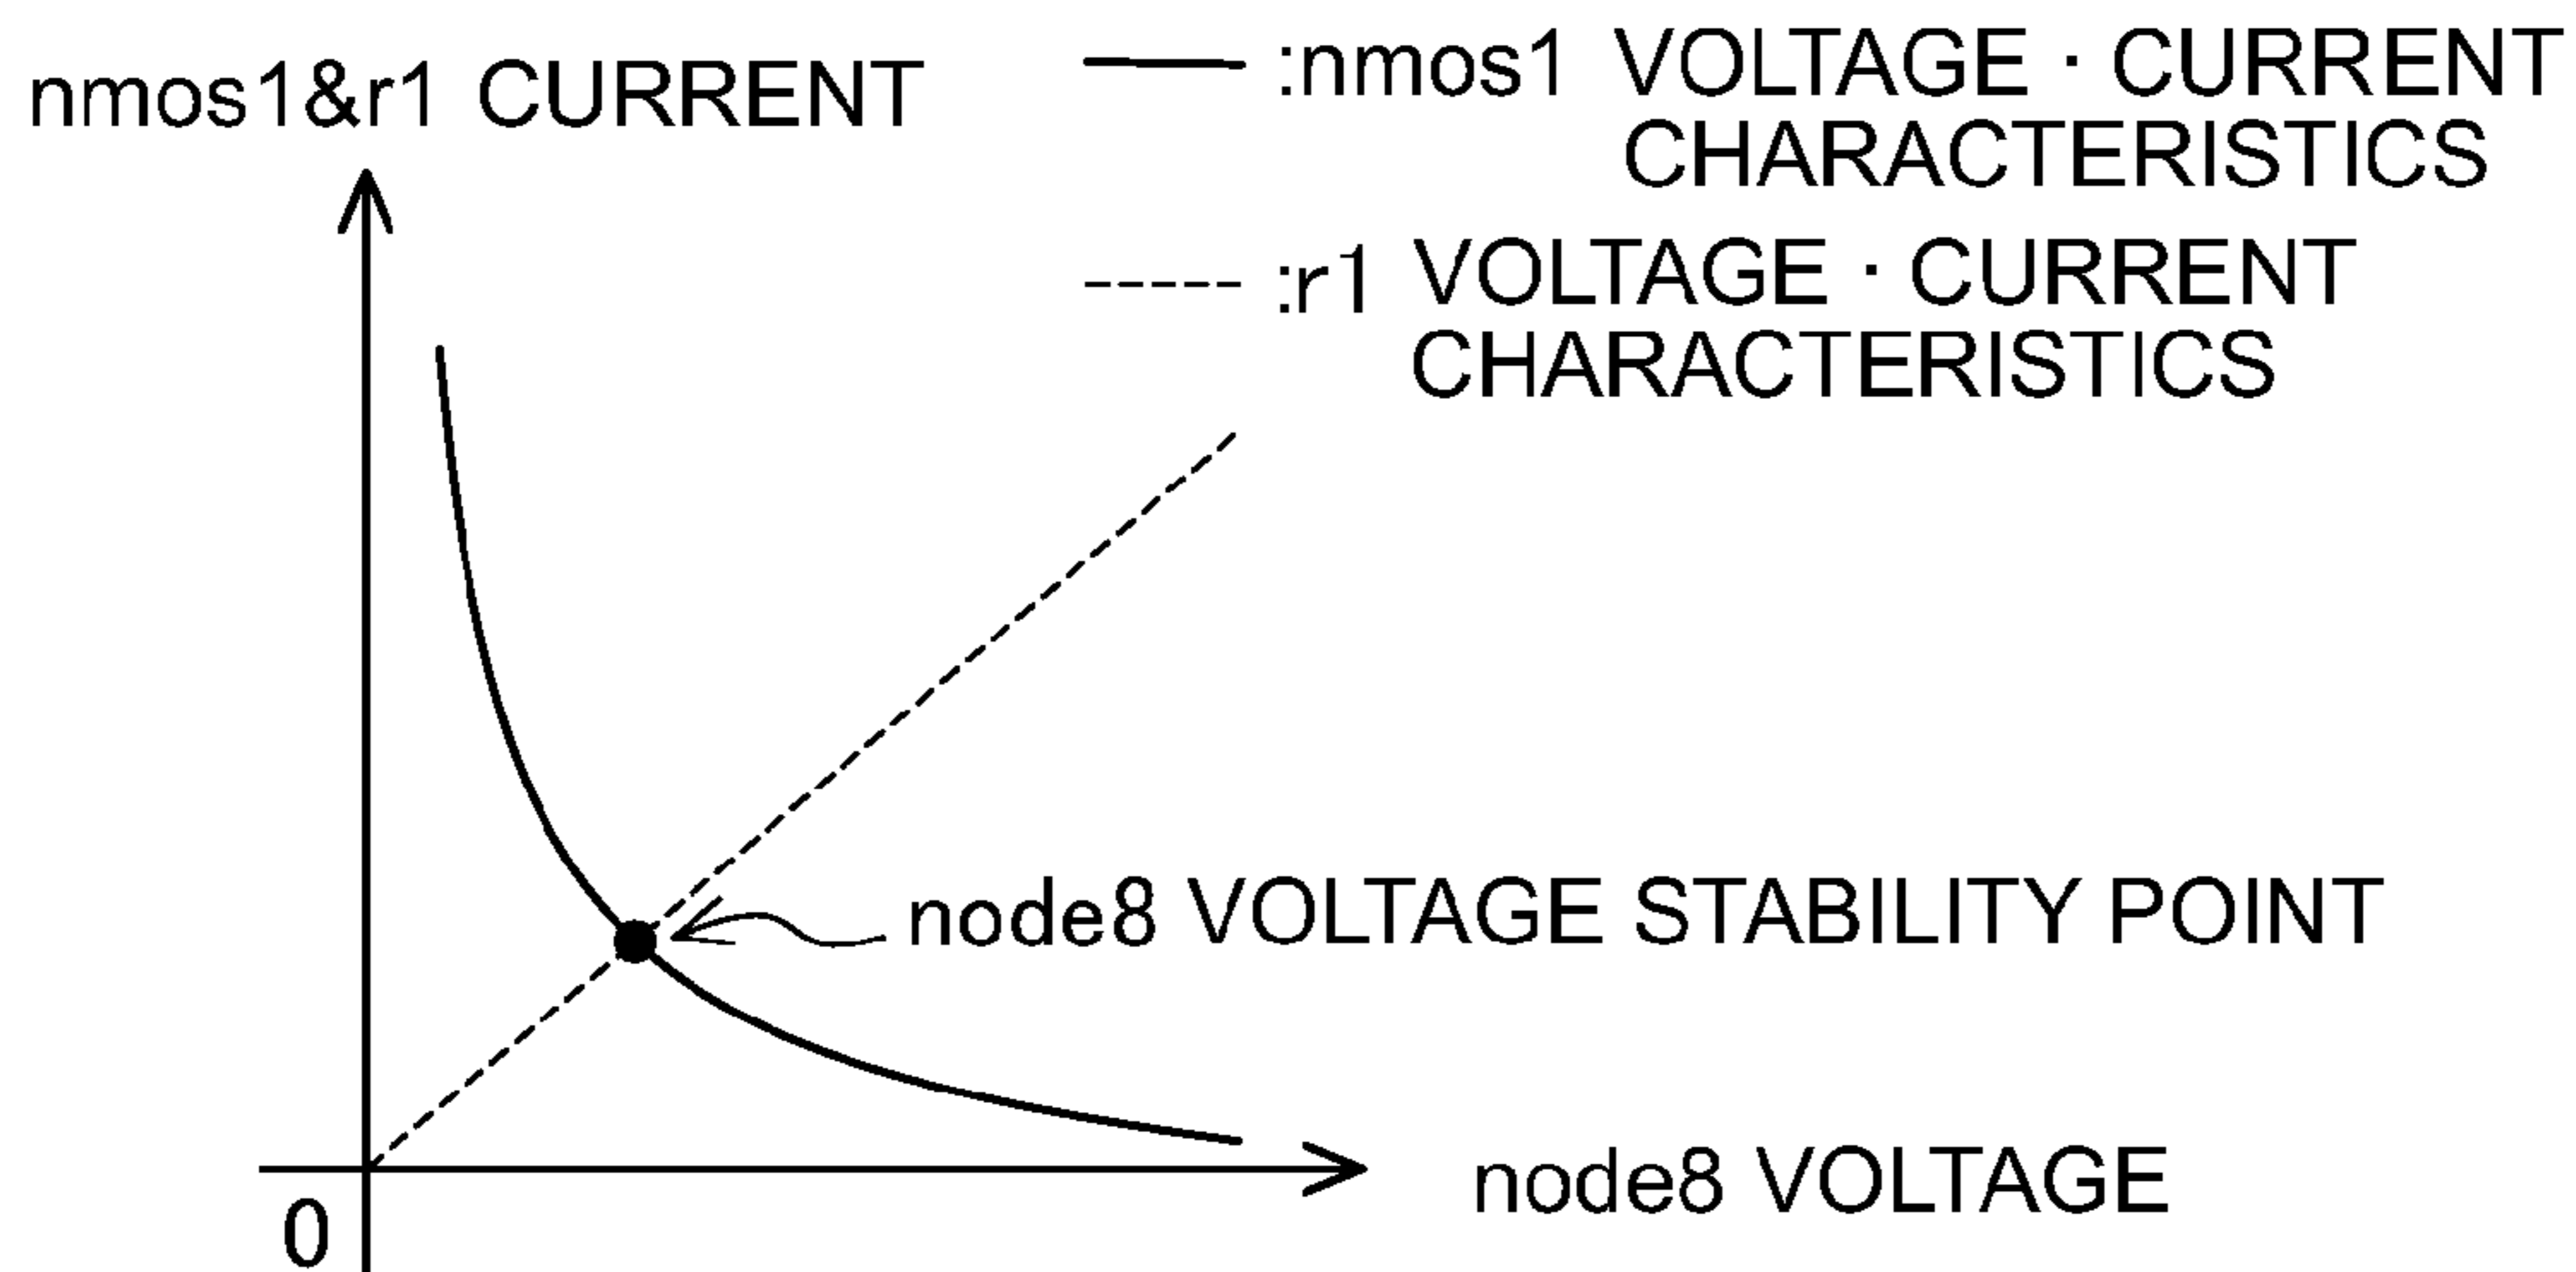 nmos1&r1 CURRENT
:nmos1 VOLTAGE · CURRENT
CHARACTERISTICS
:r1 VOLTAGE · CURRENT
CHARACTERISTICS
node8 VOLTAGE STABILITY POINT
node8 VOLTAGE
0